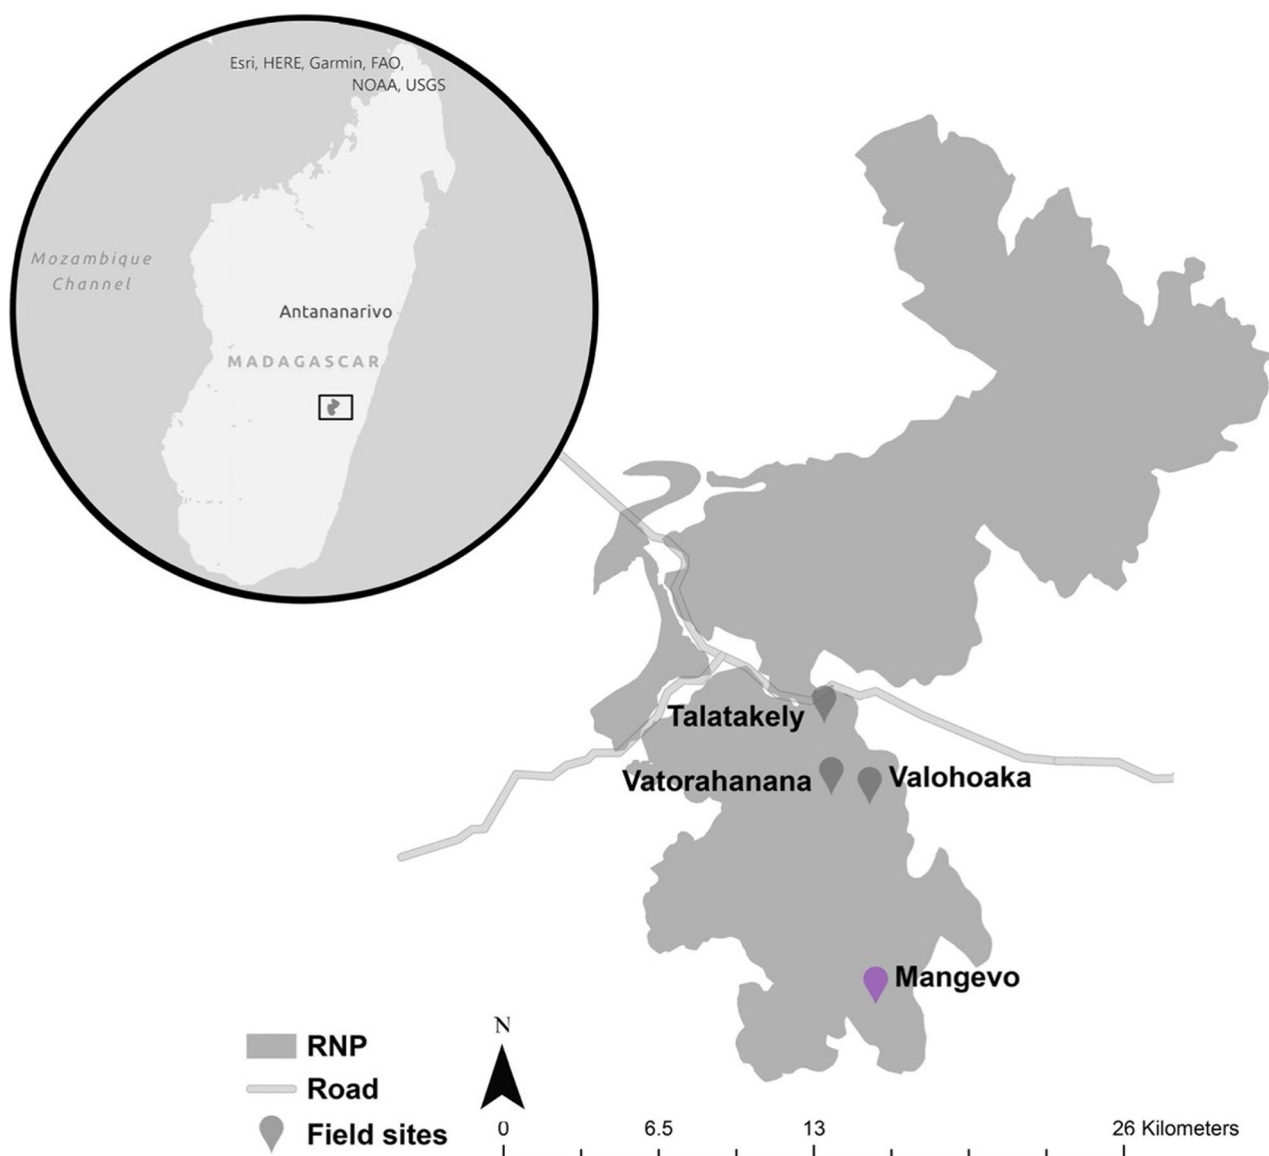 Esri, HERE, Garmin, FAO,
NOAA, USGS
Mozambique
Channel
Antananarivo
MADAGASCAR
Talatakely
Vatorahanana
Valohoaka
Mangevo
RNP
Road
Field sites
N
0 6.5 13 26 Kilometers